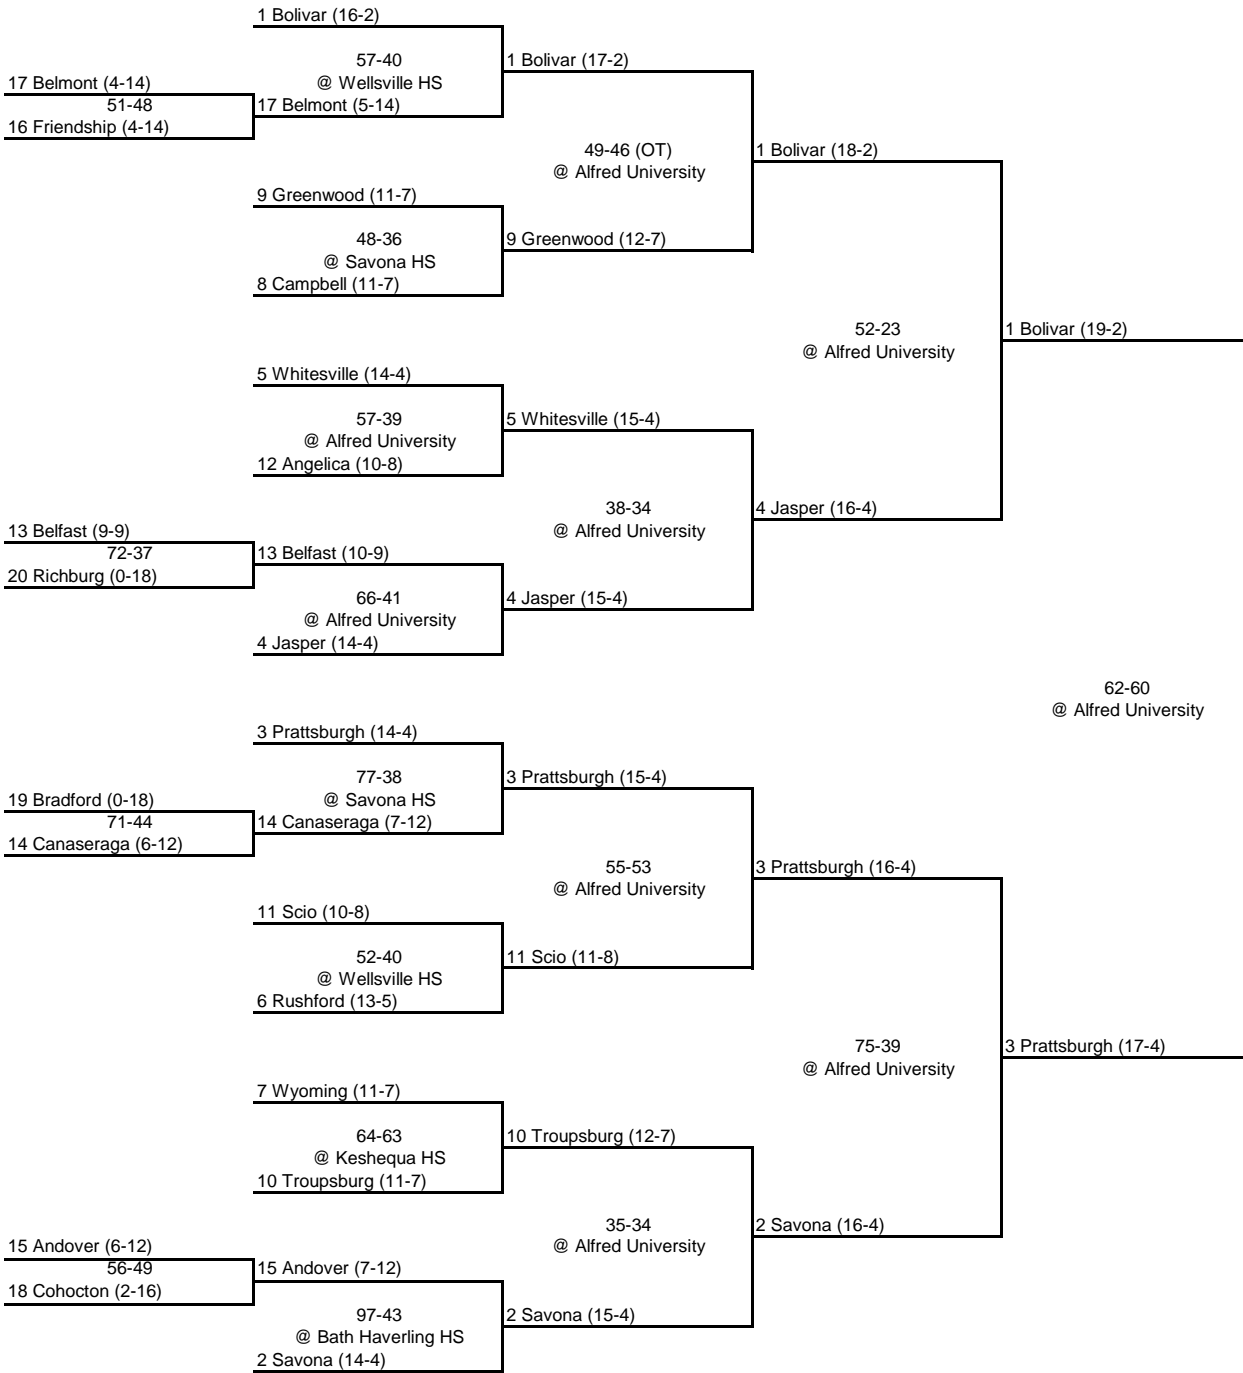 1 Bolivar (16-2)
57-40
@ Wellsville HS
1 Bolivar (17-2)
17 Belmont (4-14)
51-48
17 Belmont (5-14)
16 Friendship (4-14)
49-46 (OT)
@ Alfred University
1 Bolivar (18-2)
9 Greenwood (11-7)
48-36
@ Savona HS
9 Greenwood (12-7)
8 Campbell (11-7)
52-23
@ Alfred University
1 Bolivar (19-2)
5 Whitesville (14-4)
57-39
@ Alfred University
5 Whitesville (15-4)
12 Angelica (10-8)
38-34
@ Alfred University
4 Jasper (16-4)
13 Belfast (9-9)
72-37
13 Belfast (10-9)
20 Richburg (0-18)
66-41
@ Alfred University
4 Jasper (15-4)
4 Jasper (14-4)
62-60
@ Alfred University
3 Prattsburgh (14-4)
77-38
@ Savona HS
3 Prattsburgh (15-4)
19 Bradford (0-18)
71-44
14 Canaseraga (7-12)
14 Canaseraga (6-12)
55-53
@ Alfred University
3 Prattsburgh (16-4)
11 Scio (10-8)
52-40
@ Wellsville HS
11 Scio (11-8)
6 Rushford (13-5)
75-39
@ Alfred University
3 Prattsburgh (17-4)
7 Wyoming (11-7)
64-63
@ Keshequa HS
10 Troupsburg (12-7)
10 Troupsburg (11-7)
35-34
@ Alfred University
2 Savona (16-4)
15 Andover (6-12)
56-49
15 Andover (7-12)
18 Cohocton (2-16)
97-43
@ Bath Haverling HS
2 Savona (15-4)
2 Savona (14-4)